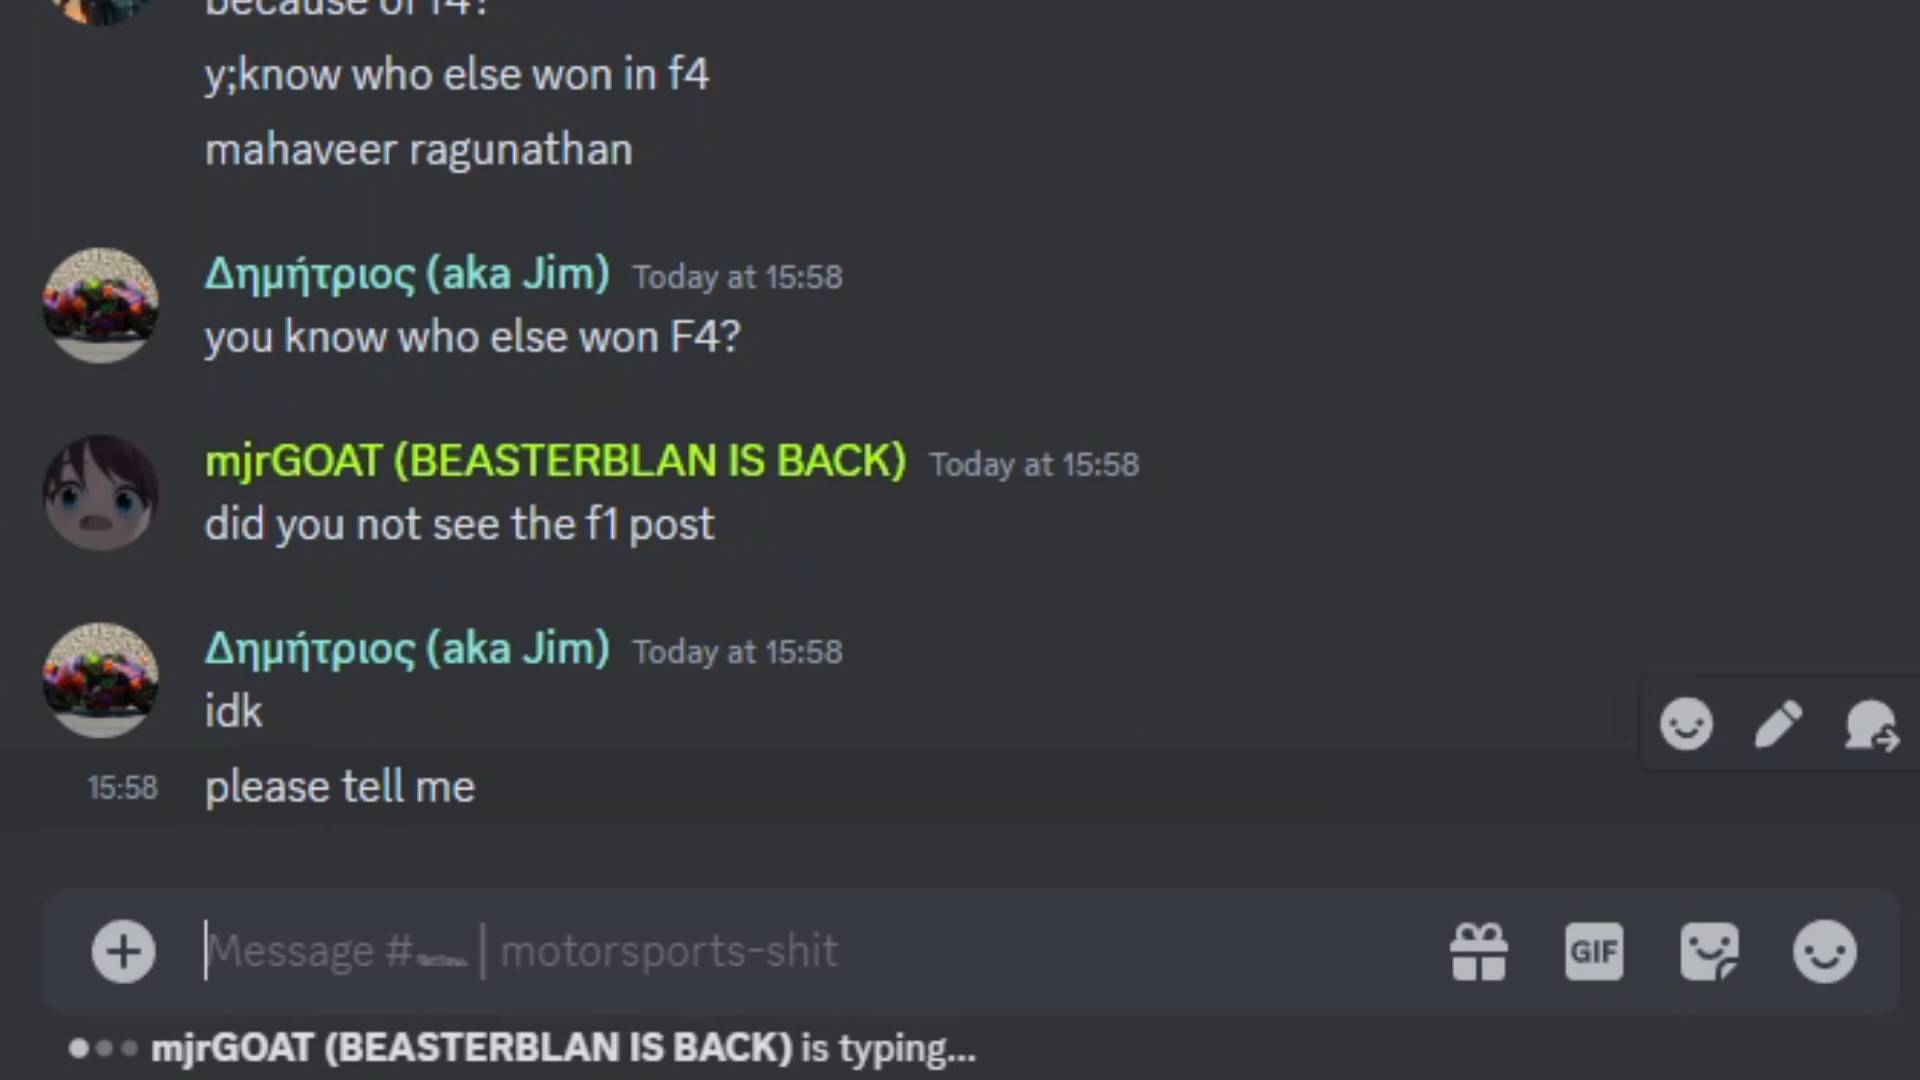 because of f4?
y;know who else won in f4
mahaveer ragunathan
Δημήτριος (aka Jim) Today at 15:58
you know who else won F4?
mjrGOAT (BEASTERBLAN IS BACK) Today at 15:58
did you not see the f1 post
Δημήτριος (aka Jim) Today at 15:58
idk
15:58 please tell me
Message #🏎 | motorsports-shit
GIF
mjrGOAT (BEASTERBLAN IS BACK) is typing...